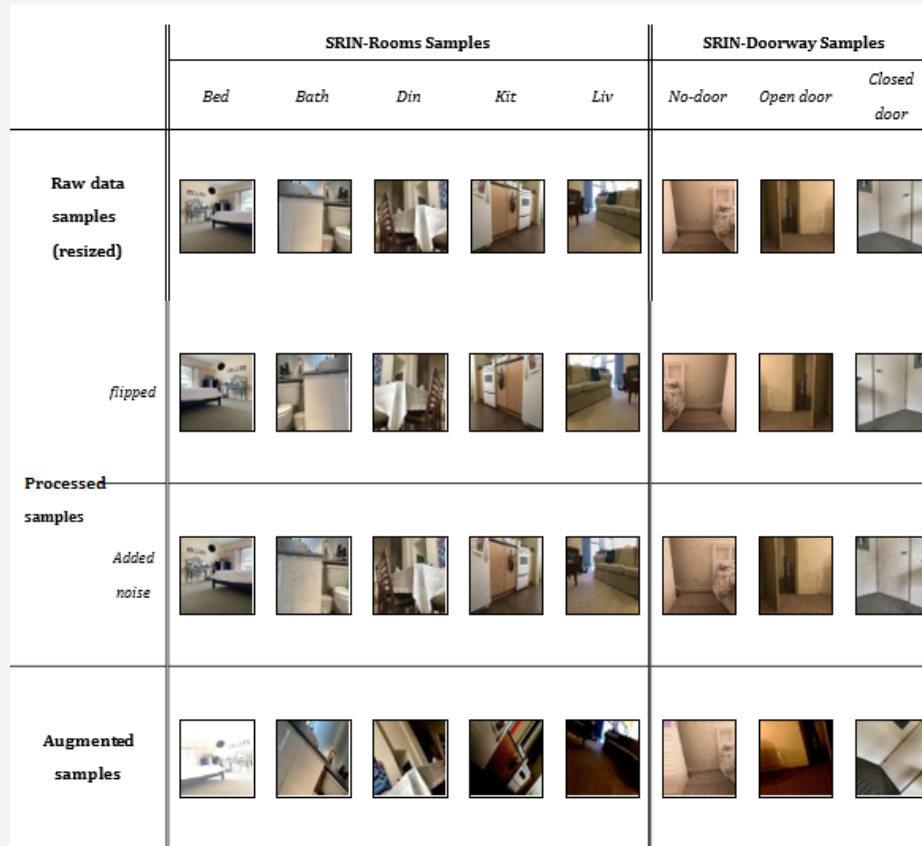 SRIN-Rooms Samples
SRIN-Doorway Samples
Bed
Bath
Din
Kit
Liv
No-door
Open door
Closed
door
Raw data
samples
(resized)
flipped
Processed
samples
Added
noise
Augmented
samples